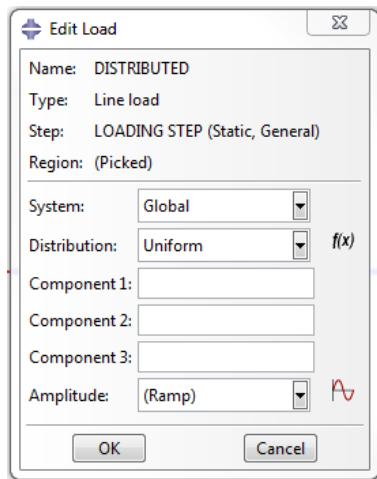 Edit Load
Name: DISTRIBUTED
Type: Line load
Step: LOADING STEP (Static, General)
Region: (Picked)
System: Global
Distribution: Uniform f(x)
Component 1:
Component 2:
Component 3:
Amplitude: (Ramp)
OK Cancel